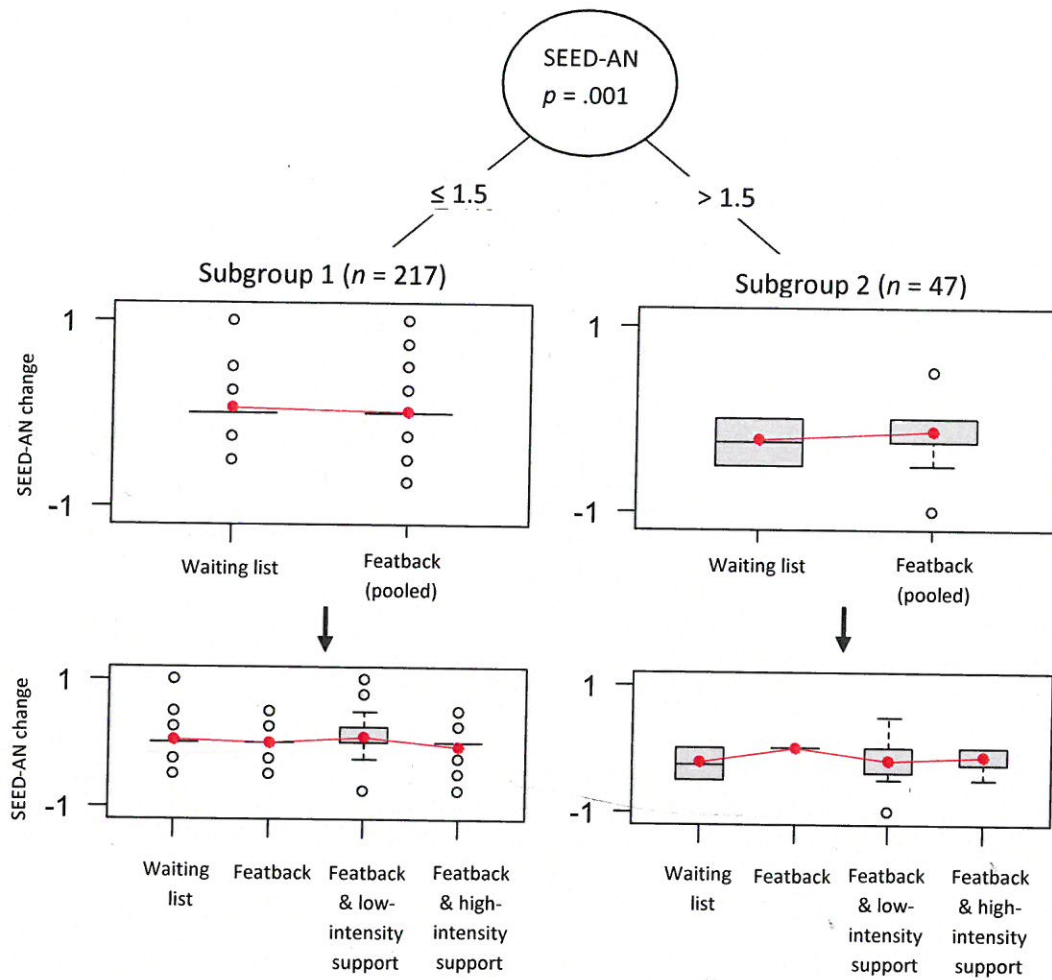 SEED-AN
p = .001
≤ 1.5
> 1.5
Subgroup 1 (n = 217)
Subgroup 2 (n = 47)
1
-1
SEED-AN change
Waiting list
Featback
(pooled)
1
-1
Waiting list
Featback
(pooled)
1
-1
SEED-AN change
Waiting
list
Featback
Featback
& low-
intensity
support
Featback
& high-
intensity
support
1
-1
Waiting
list
Featback
Featback
& low-
intensity
support
Featback
& high-
intensity
support